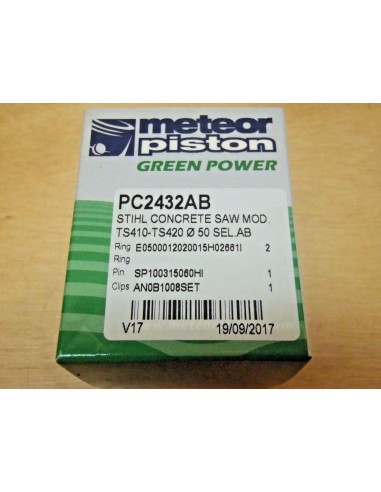 meteor
piston
GREEN POWER
PC2432AB
STIHL CONCRETE SAW MOD.
TS410-TS420 Ø 50 SEL.AB
Ring E0500012020015H02661I 2
Ring
Pin SP100315060HI 1
Clips AN0B1008SET 1
V17 19/09/2017